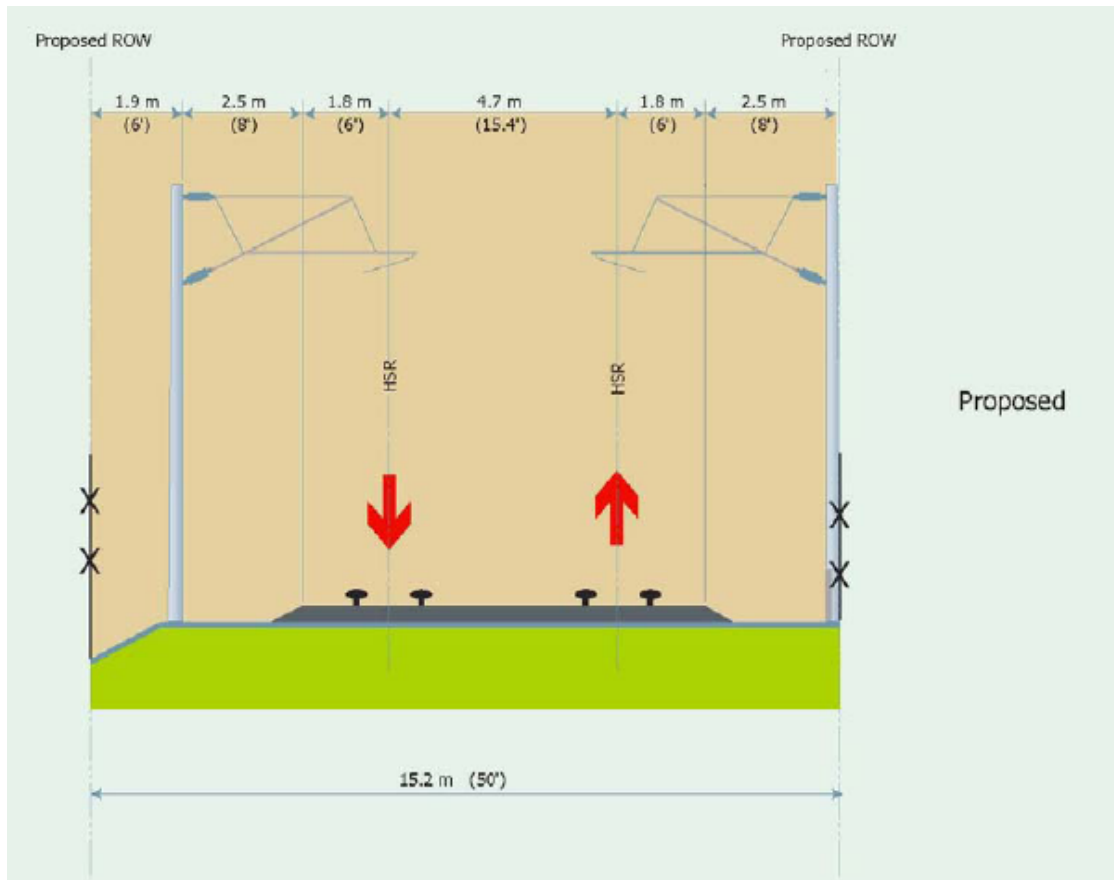 Proposed ROW
Proposed ROW
1.9 m
2.5 m
1.8 m
4.7 m
1.8 m
2.5 m
(6')
(8')
(6')
(15.4')
(6')
(8')
HSR
HSR
Proposed
15.2 m (50')